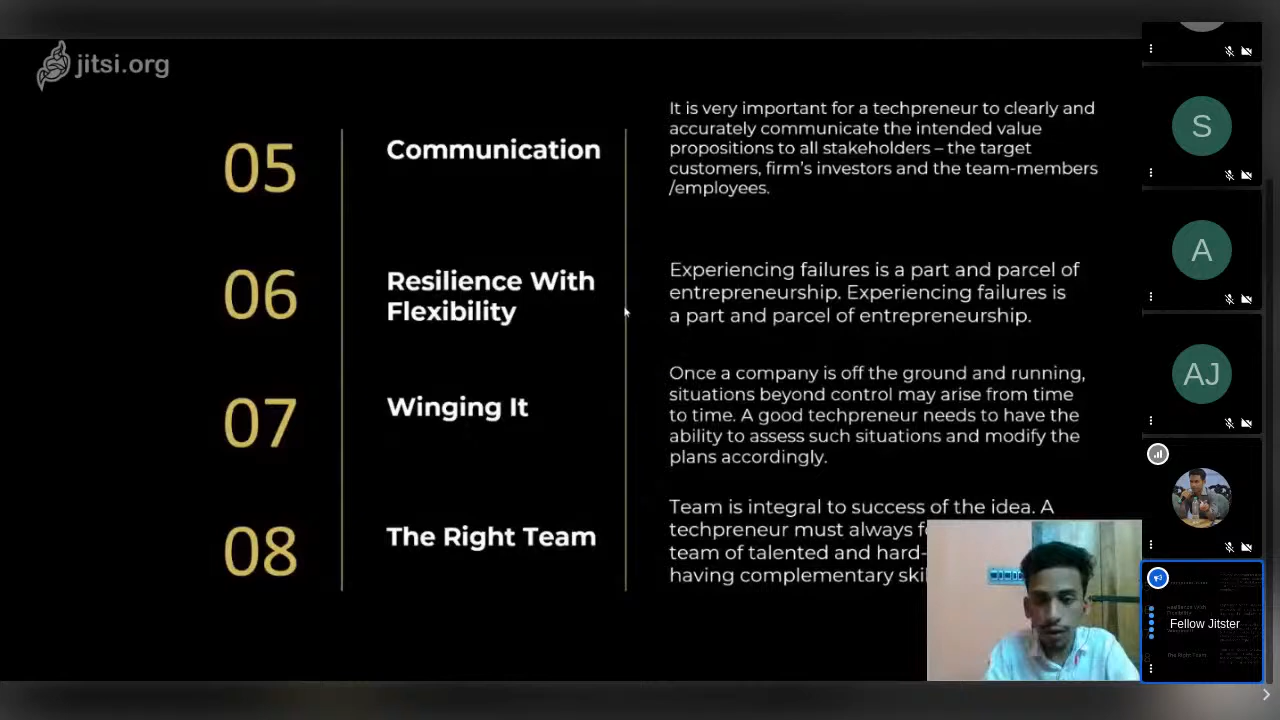 jitsi.org
05
Communication
It is very important for a techpreneur to clearly and
accurately communicate the intended value
propositions to all stakeholders – the target
customers, firm's investors and the team-members
/employees.
06
Resilience With
Flexibility
Experiencing failures is a part and parcel of
entrepreneurship. Experiencing failures is
a part and parcel of entrepreneurship.
07
Winging It
Once a company is off the ground and running,
situations beyond control may arise from time
to time. A good techpreneur needs to have the
ability to assess such situations and modify the
plans accordingly.
08
The Right Team
Team is integral to success of the idea. A
techpreneur must always
team of talented and hard-
having complementary
S
A
AJ
Fellow Jitster